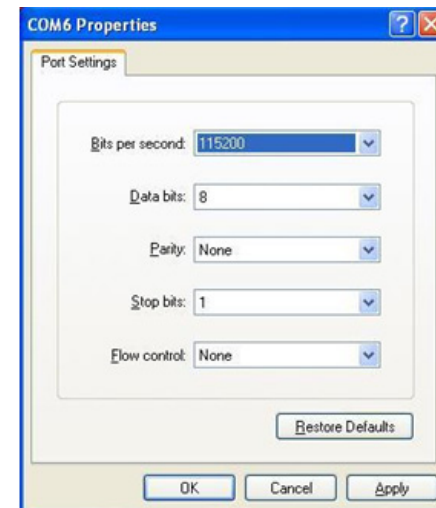 COM6 Properties
Port Settings
Bits per second: 115200
Data bits: 8
Parity: None
Stop bits: 1
Flow control: None
Restore Defaults
OK Cancel Apply